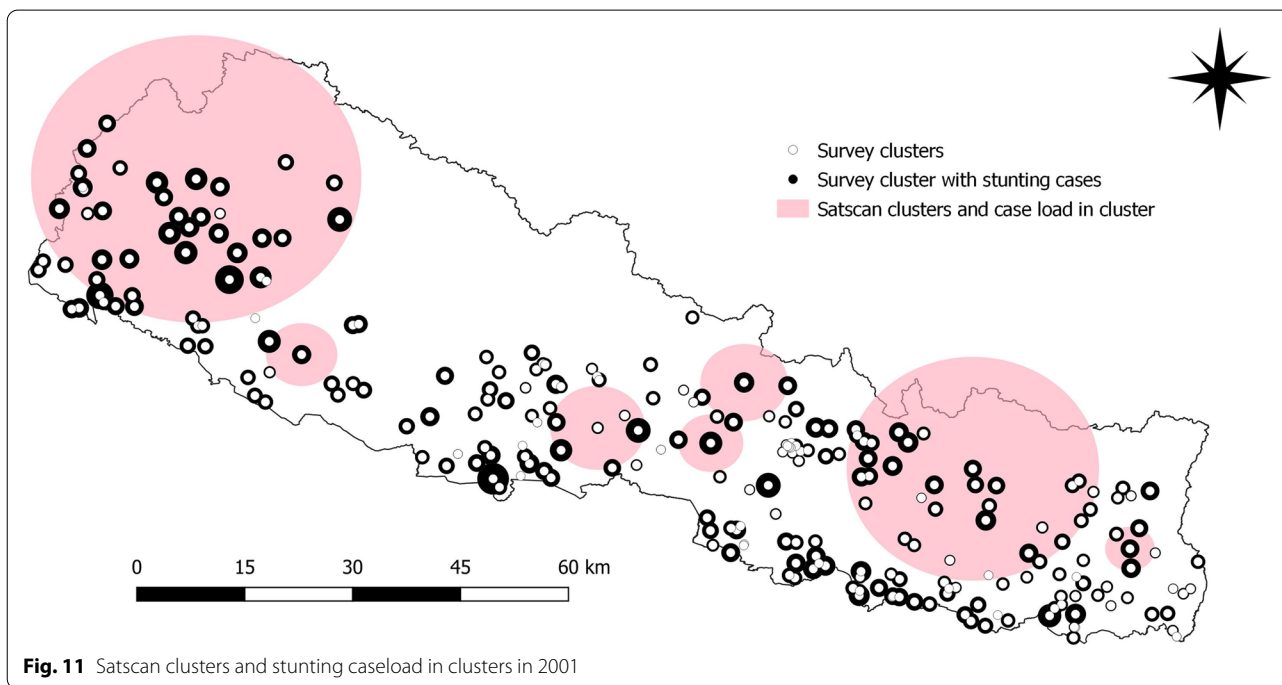 Survey clusters
Survey cluster with stunting cases
Satscan clusters and case load in cluster
0 15 30 45 60 km
Fig. 11 Satscan clusters and stunting caseload in clusters in 2001